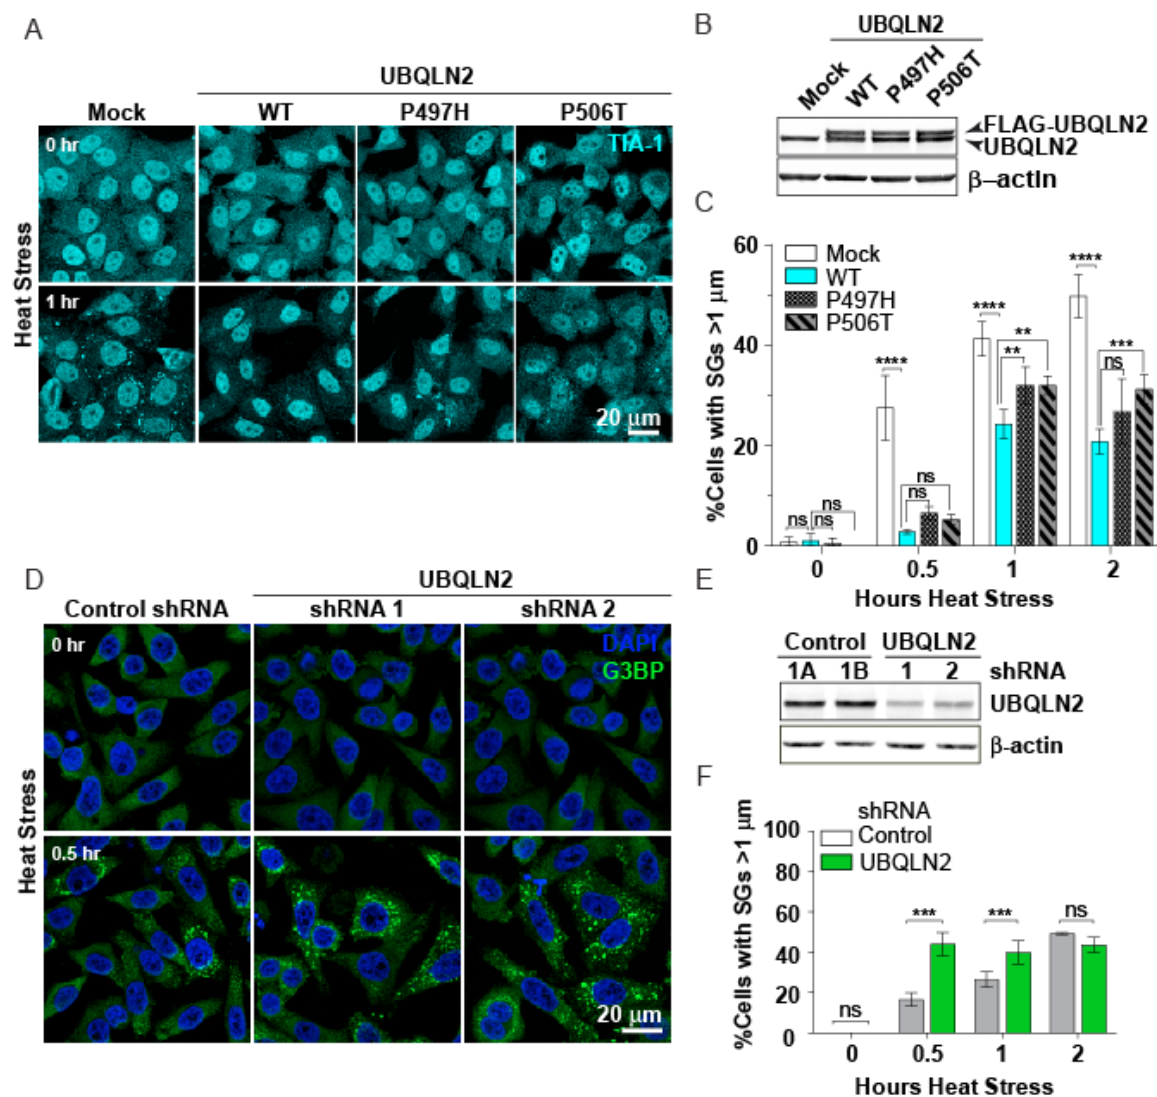 A
UBQLN2
Mock WT P497H P506T
0 hr
TIA-1
Heat Stress
1 hr
20 μm
B
UBQLN2
Mock WT P497H P506T
FLAG-UBQLN2
UBQLN2
β–actin
C
%Cells with SGs >1 μm
60
40
20
0
Mock
WT
P497H
P506T
ns ns ns
**** ns ns
**** ** **
**** ns ***
0 0.5 1 2
Hours Heat Stress
D
UBQLN2
Control shRNA shRNA 1 shRNA 2
0 hr
DAPI
G3BP
Heat Stress
0.5 hr
20 μm
E
Control UBQLN2
1A 1B 1 2 shRNA
UBQLN2
β-actin
F
%Cells with SGs >1 μm
100
80
60
40
20
0
shRNA
Control
UBQLN2
ns *** *** ns
0 0.5 1 2
Hours Heat Stress